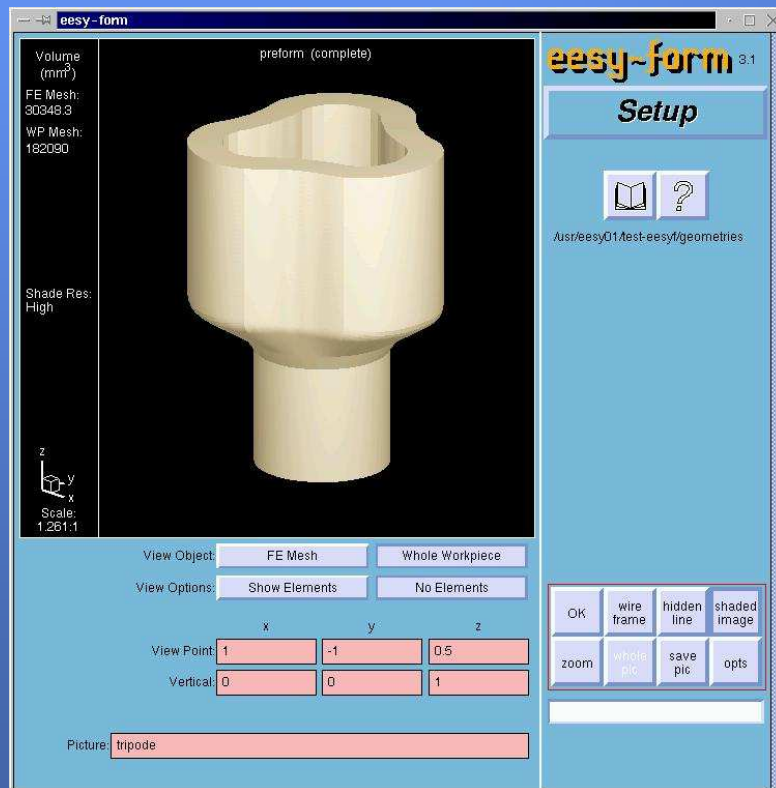 eesy-form
Volume
(mm³)
FE Mesh:
30348.3
WP Mesh:
182090
Shade Res:
High
z
y
x
Scale:
1.261:1
preform (complete)
eesy-form 3.1
Setup
?
/usr/eesy01/test-eesyf/geometries
View Object: FE Mesh Whole Workpiece
View Options: Show Elements No Elements
x y z
View Point: 1 -1 0.5
Vertical: 0 0 1
Picture: tripode
OK wire frame hidden line shaded image
zoom whole pic save pic opts